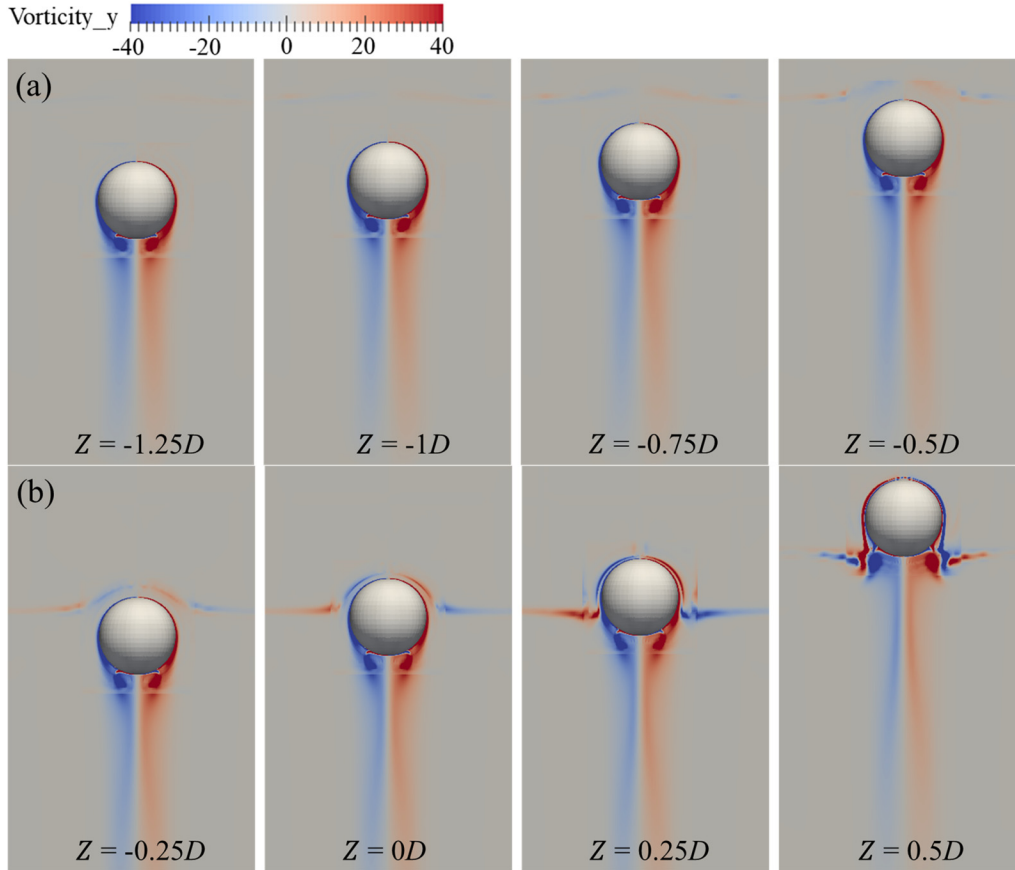 Vorticity_y
-40 -20 0 20 40
(a)
Z = -1.25D Z = -1D Z = -0.75D Z = -0.5D
(b)
Z = -0.25D Z = 0D Z = 0.25D Z = 0.5D